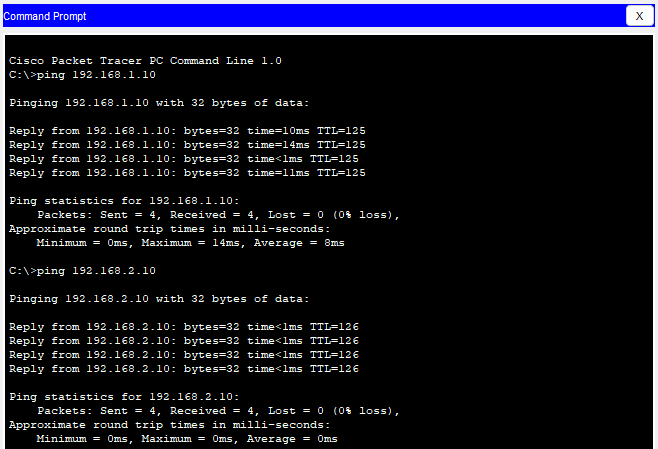 Command Prompt
X
Cisco Packet Tracer PC Command Line 1.0
C:\>ping 192.168.1.10
Pinging 192.168.1.10 with 32 bytes of data:
Reply from 192.168.1.10: bytes=32 time=10ms TTL=125
Reply from 192.168.1.10: bytes=32 time=14ms TTL=125
Reply from 192.168.1.10: bytes=32 time<1ms TTL=125
Reply from 192.168.1.10: bytes=32 time=11ms TTL=125
Ping statistics for 192.168.1.10:
Packets: Sent = 4, Received = 4, Lost = 0 (0% loss),
Approximate round trip times in milli-seconds:
Minimum = 0ms, Maximum = 14ms, Average = 8ms
C:\>ping 192.168.2.10
Pinging 192.168.2.10 with 32 bytes of data:
Reply from 192.168.2.10: bytes=32 time<1ms TTL=126
Reply from 192.168.2.10: bytes=32 time<1ms TTL=126
Reply from 192.168.2.10: bytes=32 time<1ms TTL=126
Reply from 192.168.2.10: bytes=32 time<1ms TTL=126
Ping statistics for 192.168.2.10:
Packets: Sent = 4, Received = 4, Lost = 0 (0% loss),
Approximate round trip times in milli-seconds:
Minimum = 0ms, Maximum = 0ms, Average = 0ms